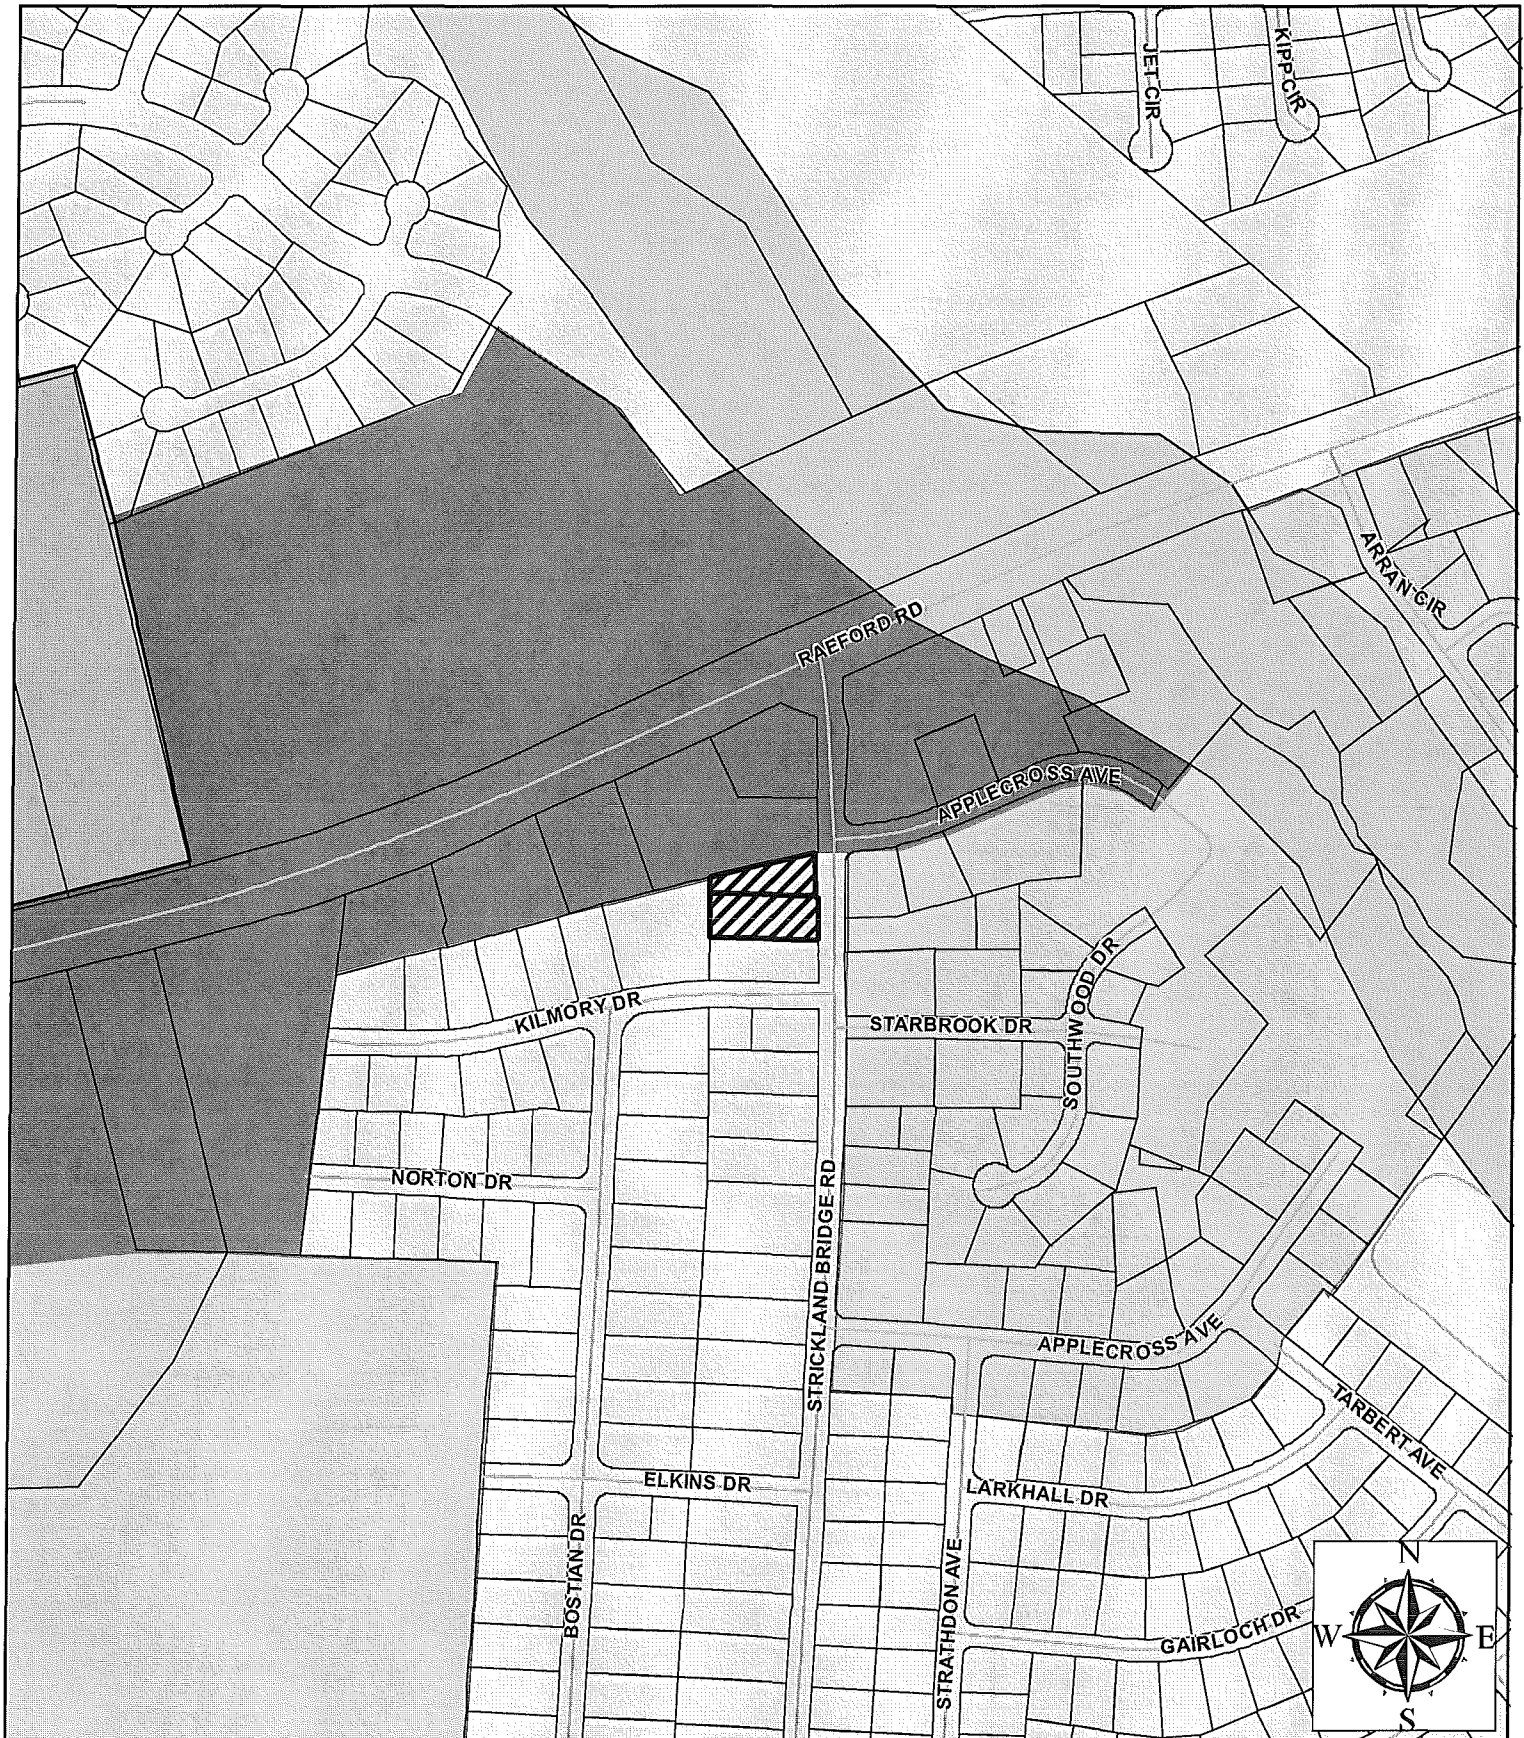 JET CIR
KIPP CIR
ARRAN CIR
RAEFORD RD
APPLECROSS AVE
SOUTHWOOD DR
KILMORY DR
STARBROOK DR
NORTON DR
STRICKLAND BRIDGE RD
APPLECROSS AVE
TARBERT AVE
ELKINS DR
LARKHALL DR
BOSTIAN DR
STRATHDON AVE
GAIRLOCH DR
N
W E
S